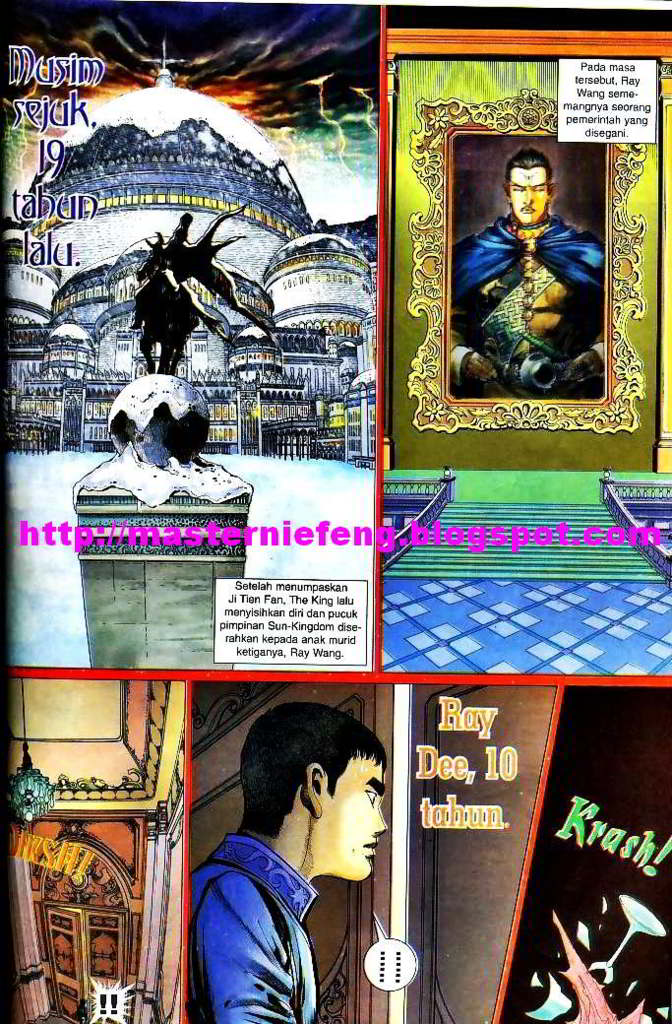 Musim
sejuk,
19
tahun
lalu.
Pada masa
tersebut, Ray
Wang seme-
mangnya seorang
pemerintah yang
disegani.
http://masterniefeng.blogspot.com
Setelah menumpaskan
Ji Tien Fan, The King lalu
menyisihkan diri dan pucuk
pimpinan Sun-Kingdom dise-
rahkan kepada anak murid
ketiganya, Ray Wang.
!!
!!!
Ray
Dee, 10
tahun.
Krash!